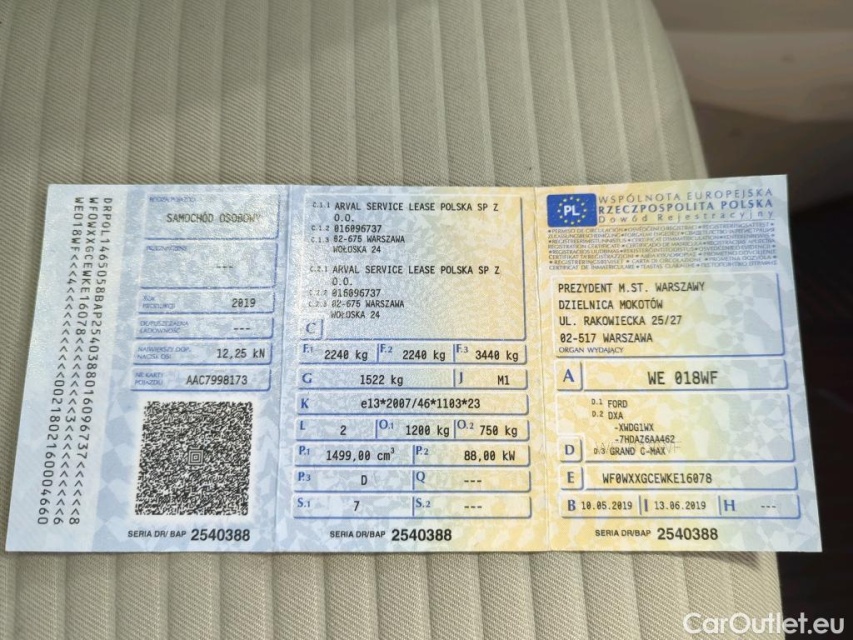 DRPOL1465058BAP2540388016096737<<<<<<<8
WF0WXXGCEWKE16078
WE018WF<<4<
RODZAJ POJAZDU
SAMOCHÓD OSOBOWY
PRZEZNACZENIE
---
ROK PRODUKCJI
2019
DOPUSZCZALNA ŁADOWNOŚĆ
---
NAJWIĘKSZY DOP. NACISK OSI
12,25 kN
NR KARTY POJAZDU
AAC7998173
SERIA DR/BAP 2540388
C.1.1 ARVAL SERVICE LEASE POLSKA SP Z
O.O.
C.1.2 016096737
C.1.3 02-675 WARSZAWA
WOŁOSKA 24
C.2.1 ARVAL SERVICE LEASE POLSKA SP Z
O.O.
C.2.2 016096737
C.2.3 02-675 WARSZAWA
WOŁOSKA 24
C
F.1 2240 kg F.2 2240 kg F.3 3440 kg
G 1522 kg J M1
K e13*2007/46*1103*23
L 2 O.1 1200 kg O.2 750 kg
P.1 1499,00 cm³ P.2 88,00 kW
P.3 D Q ---
S.1 7 S.2 ---
SERIA DR/BAP 2540388
PL
WSPÓLNOTA EUROPEJSKA
RZECZPOSPOLITA POLSKA
Dowód Rejestracyjny
PREZYDENT M.ST. WARSZAWY
DZIELNICA MOKOTÓW
UL. RAKOWIECKA 25/27
02-517 WARSZAWA
ORGAN WYDAJĄCY
A WE 018WF
D.1 FORD
D.2 DXA
-XWDG1WX
-7HDAZ6AA462
D D.3 GRAND C-MAX
E WF0WXXGCEWKE16078
B 10.05.2019 I 13.06.2019 H ---
SERIA DR/BAP 2540388
CarOutlet.eu